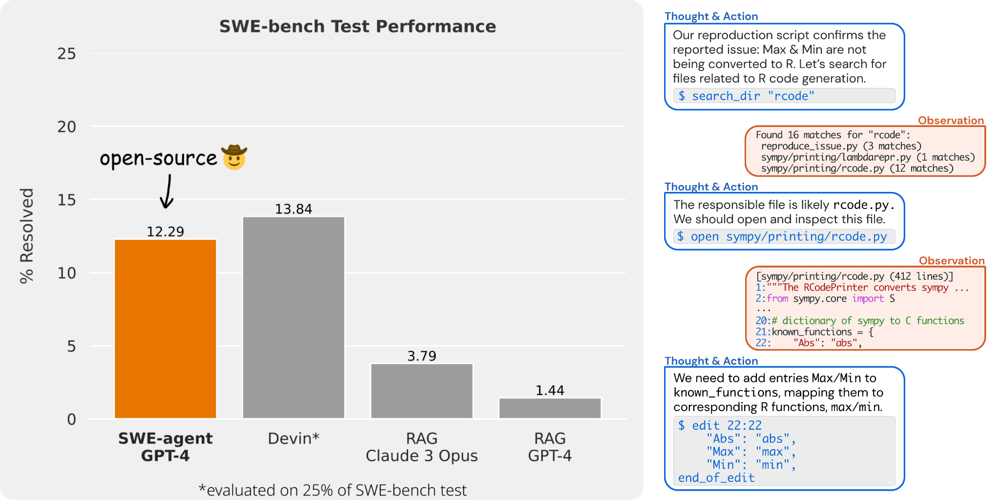 SWE-bench Test Performance
25
20
15
10
5
0
% Resolved
open-source
12.29
13.84
3.79
1.44
SWE-agent
GPT-4
Devin*
RAG
Claude 3 Opus
RAG
GPT-4
*evaluated on 25% of SWE-bench test
Thought & Action
Our reproduction script confirms the
reported issue: Max & Min are not
being converted to R. Let’s search for
files related to R code generation.
$ search_dir "rcode"
Observation
Found 16 matches for "rcode":
reproduce_issue.py (3 matches)
sympy/printing/lambdarepr.py (1 matches)
sympy/printing/rcode.py (12 matches)
Thought & Action
The responsible file is likely rcode.py.
We should open and inspect this file.
$ open sympy/printing/rcode.py
Observation
[sympy/printing/rcode.py (412 lines)]
1:"""The RCodePrinter converts sympy ...
2:from sympy.core import S
...
20:# dictionary of sympy to C functions
21:known_functions = {
22:    "Abs": "abs",
Thought & Action
We need to add entries Max/Min to
known_functions, mapping them to
corresponding R functions, max/min.
$ edit 22:22
    "Abs": "abs",
    "Max": "max",
    "Min": "min",
end_of_edit